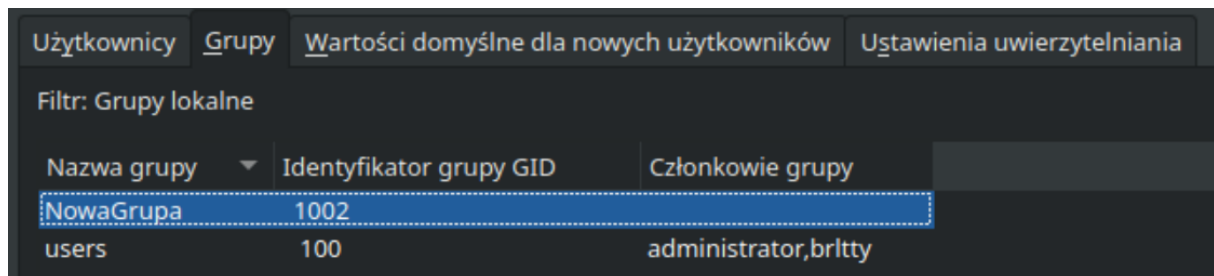 Użytkownicy Grupy Wartości domyślne dla nowych użytkowników Ustawienia uwierzytelniania
Filtr: Grupy lokalne
Nazwa grupy Identyfikator grupy GID Członkowie grupy
NowaGrupa 1002
users 100 administrator,brltty